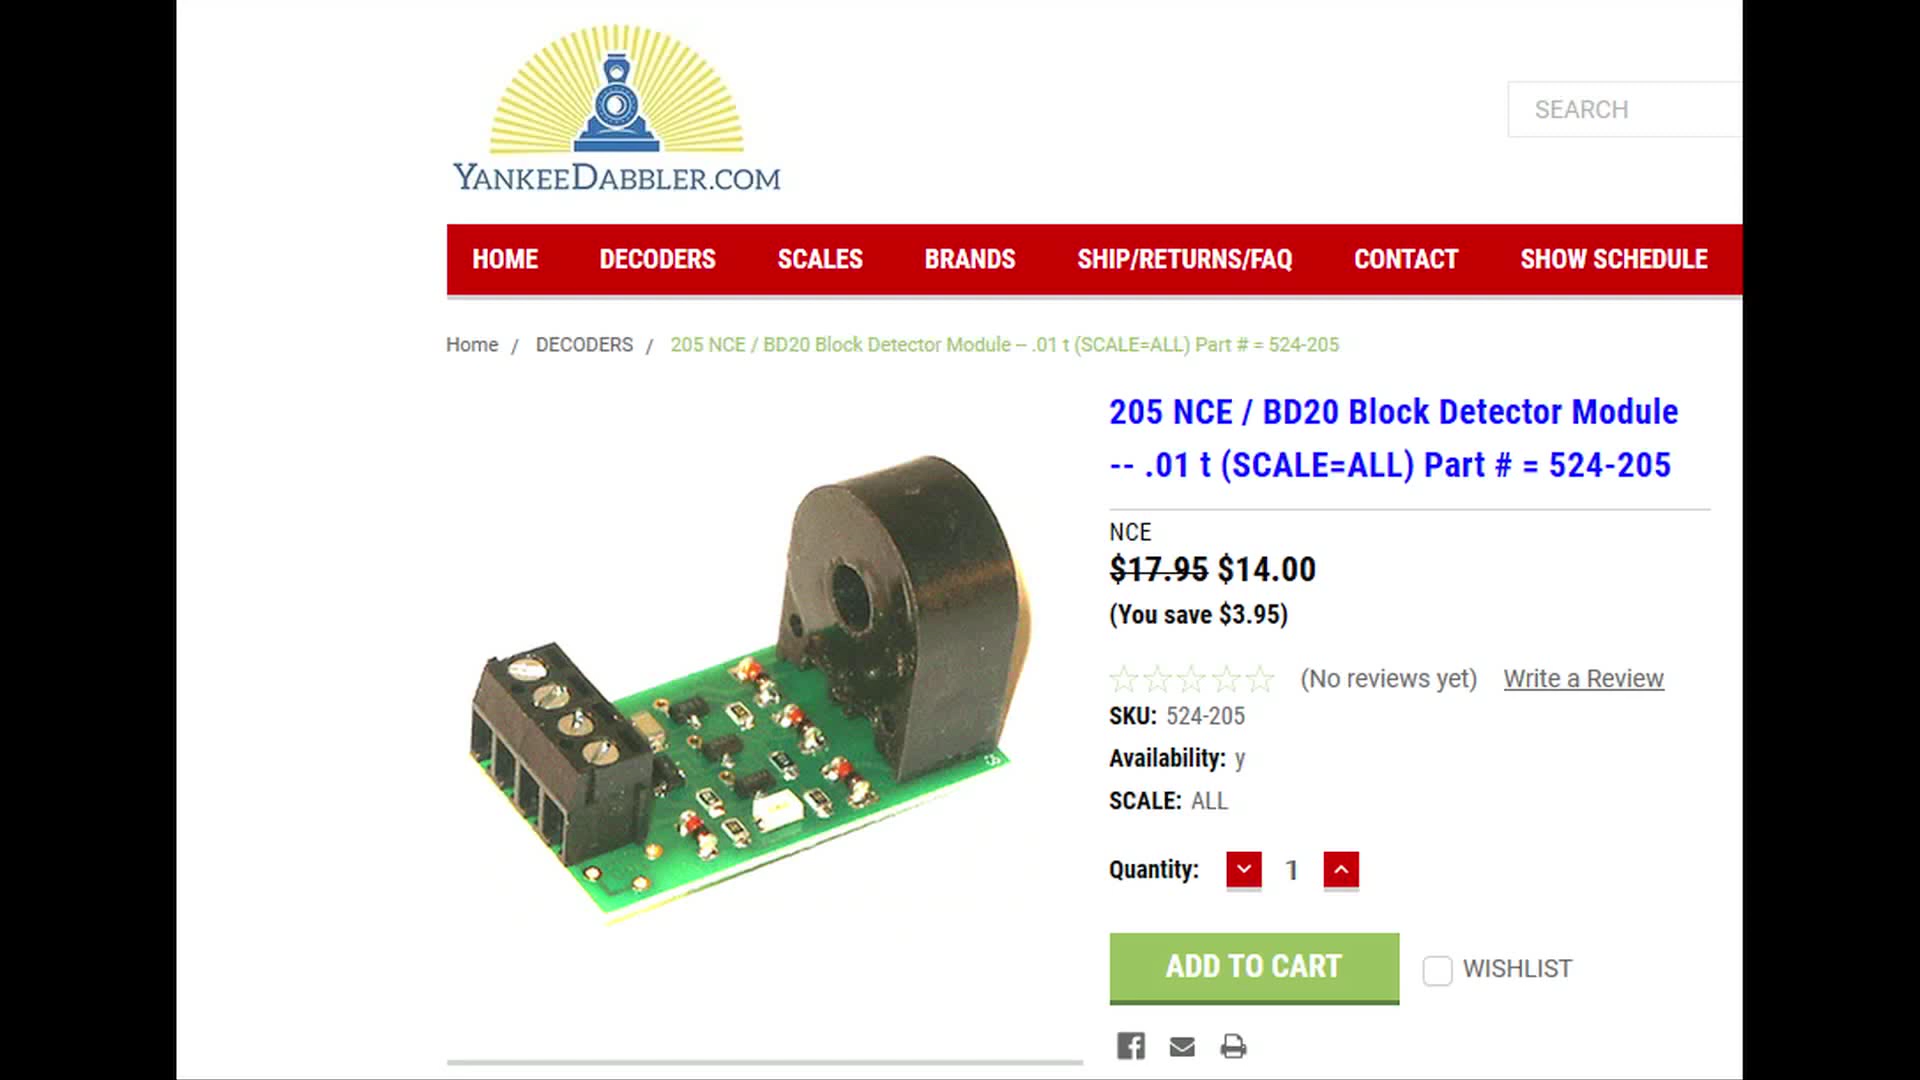 YANKEEDABBLER.COM
SEARCH
HOME DECODERS SCALES BRANDS SHIP/RETURNS/FAQ CONTACT SHOW SCHEDULE
Home / DECODERS / 205 NCE / BD20 Block Detector Module -- .01 t (SCALE=ALL) Part # = 524-205
205 NCE / BD20 Block Detector Module
-- .01 t (SCALE=ALL) Part # = 524-205
NCE
$17.95 $14.00
(You save $3.95)
(No reviews yet) Write a Review
SKU: 524-205
Availability: y
SCALE: ALL
Quantity: 1
ADD TO CART WISHLIST